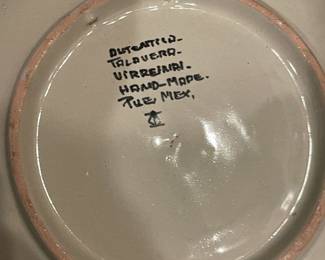 AUTENTICA-
TALAVERA-
VIRREINAL-
HAND-MADE.
PUE MEX,